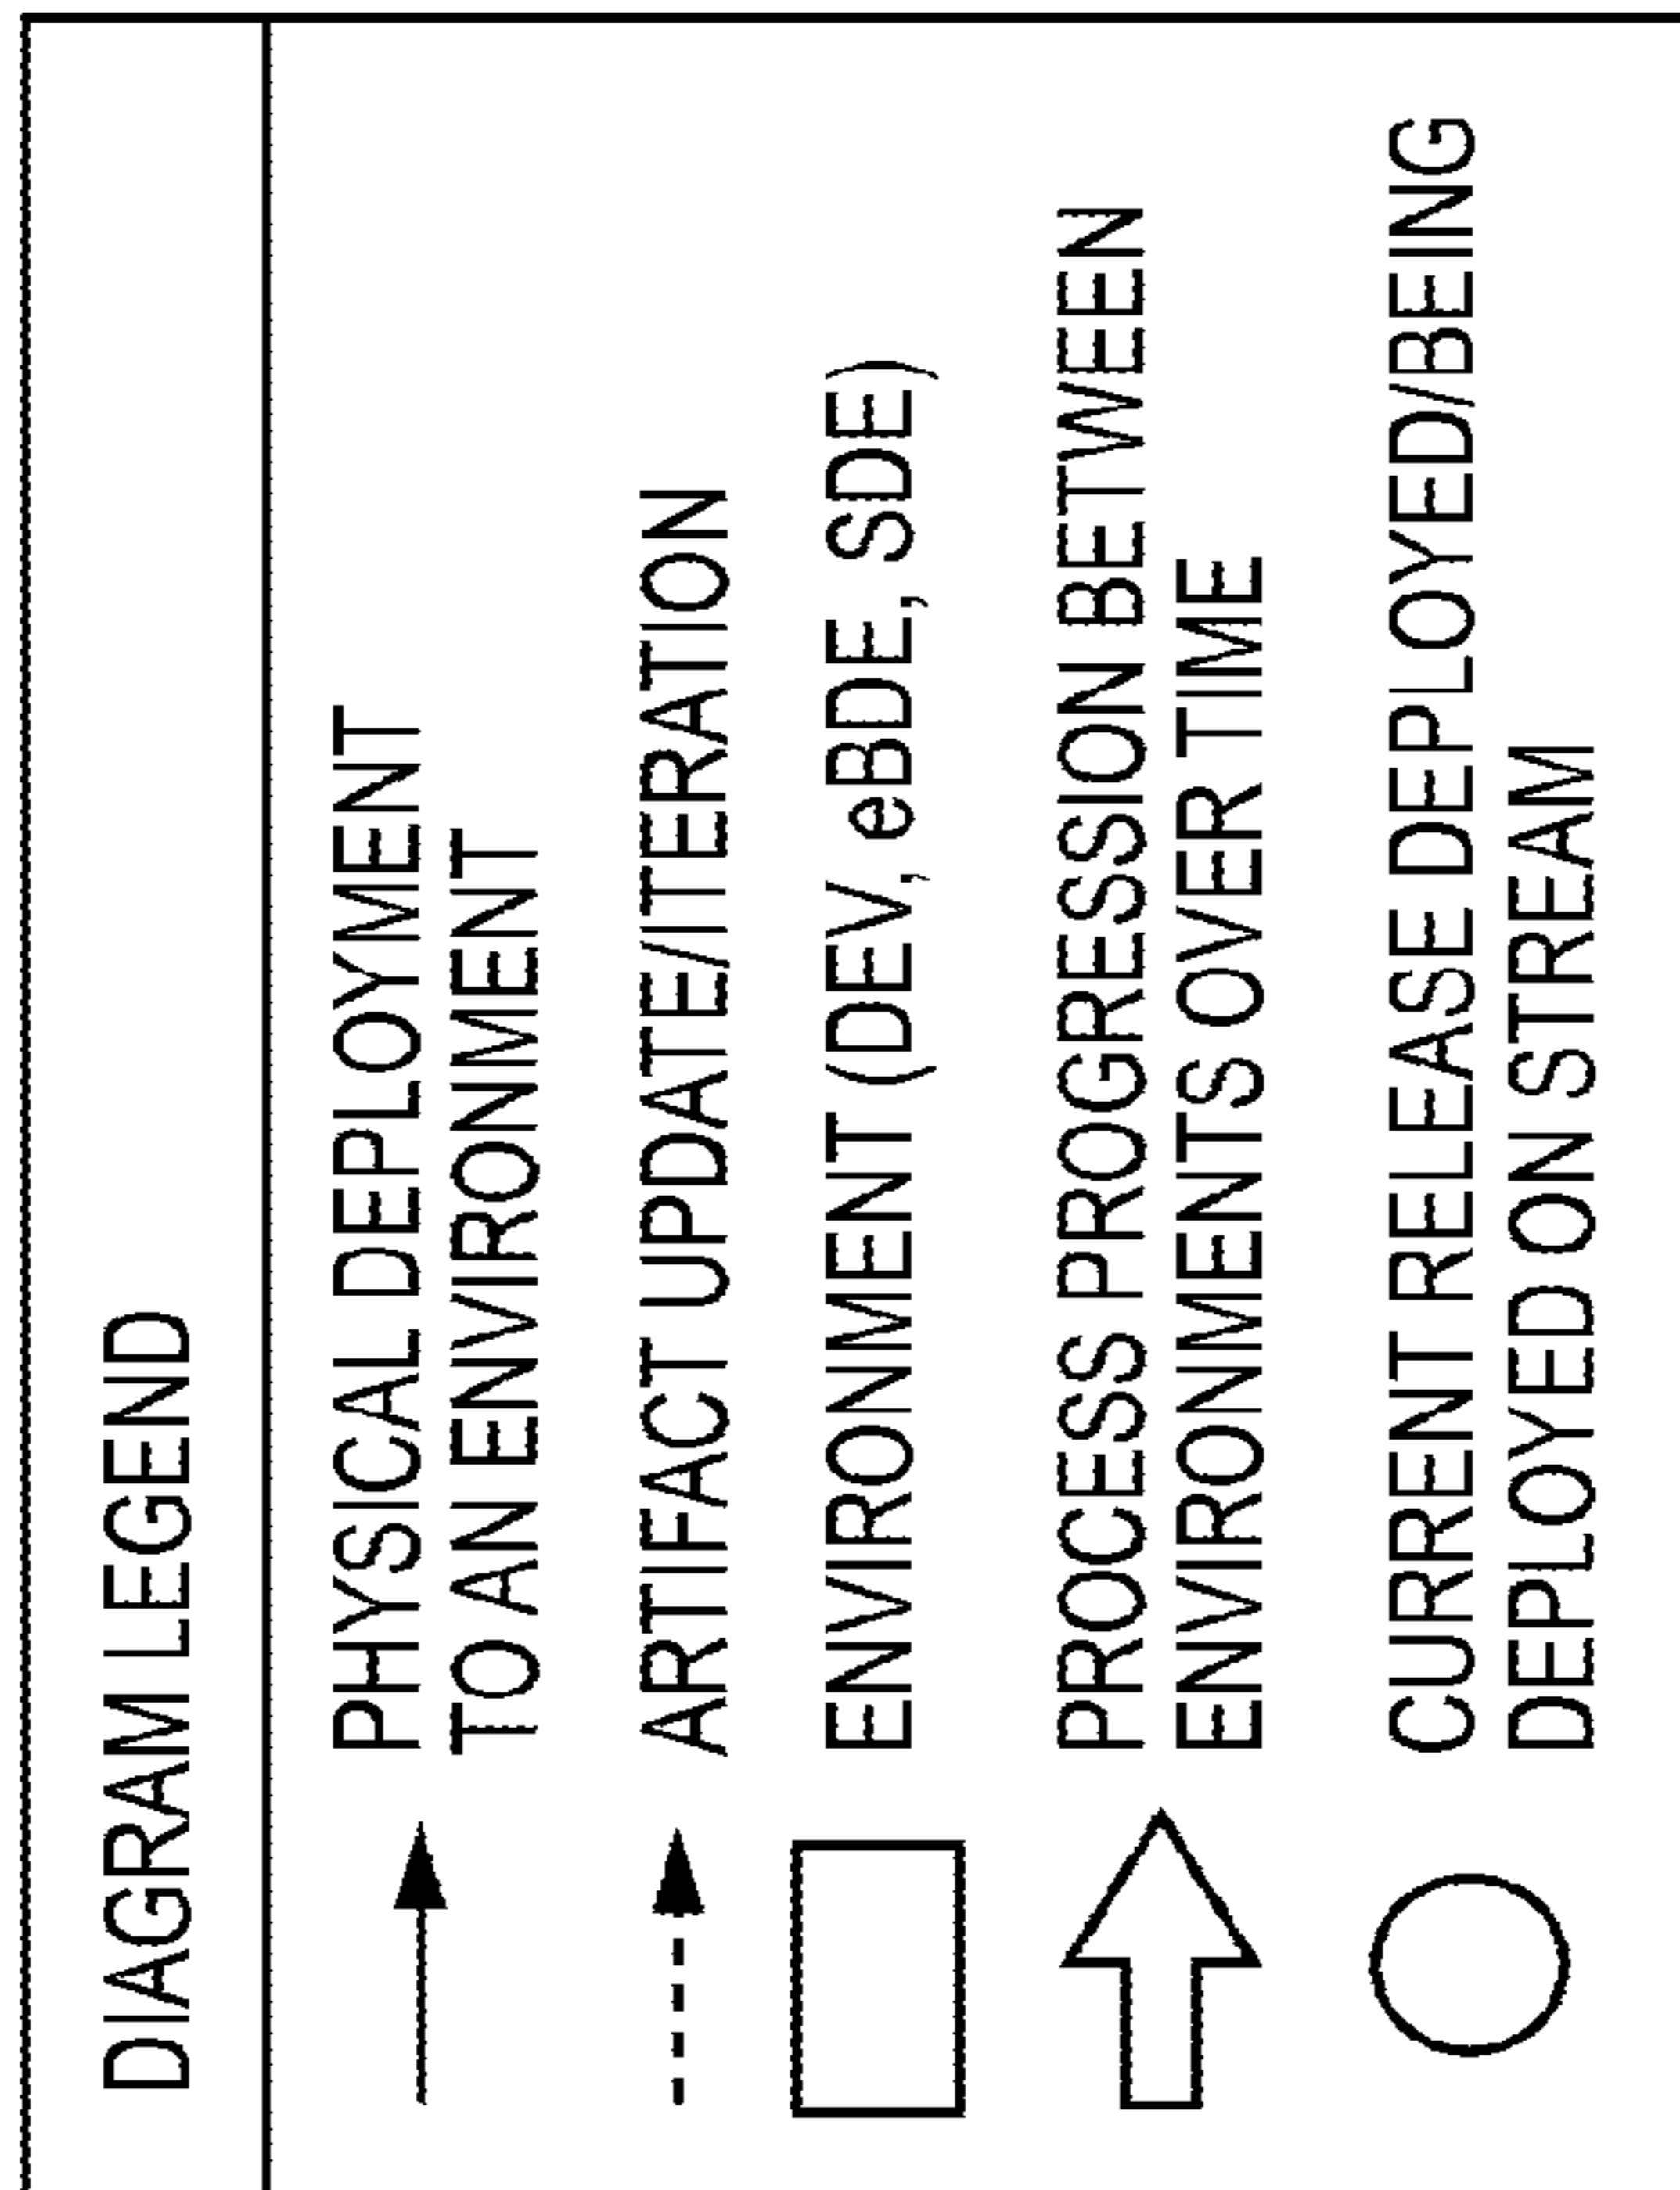 DIAGRAM LEGEND
PHYSICAL DEPLOYMENT
TO AN ENVIRONMENT
ARTIFACT UPDATE/ITERATION
ENVIRONMENT (DEV, eBDE, SDE)
PROCESS PROGRESSION BETWEEN
ENVIRONMENTS OVER TIME
CURRENT RELEASE DEPLOYED/BEING
DEPLOYED ON STREAM